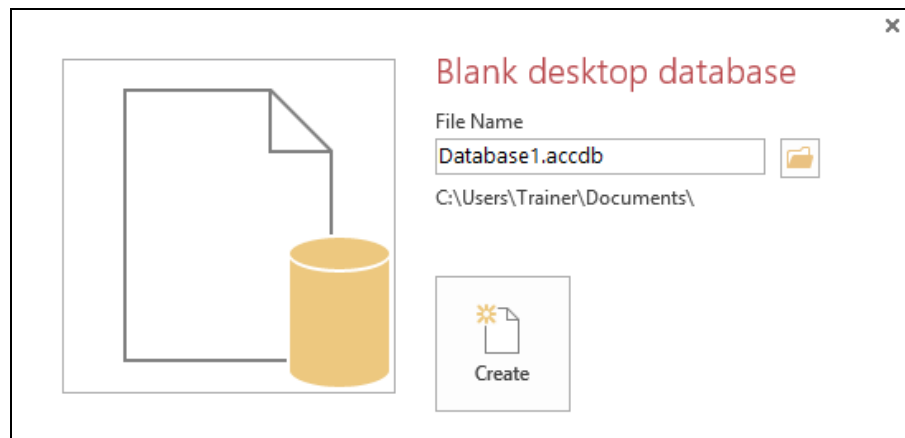 Blank desktop database
File Name
Database1.accdb
C:\Users\Trainer\Documents\
Create